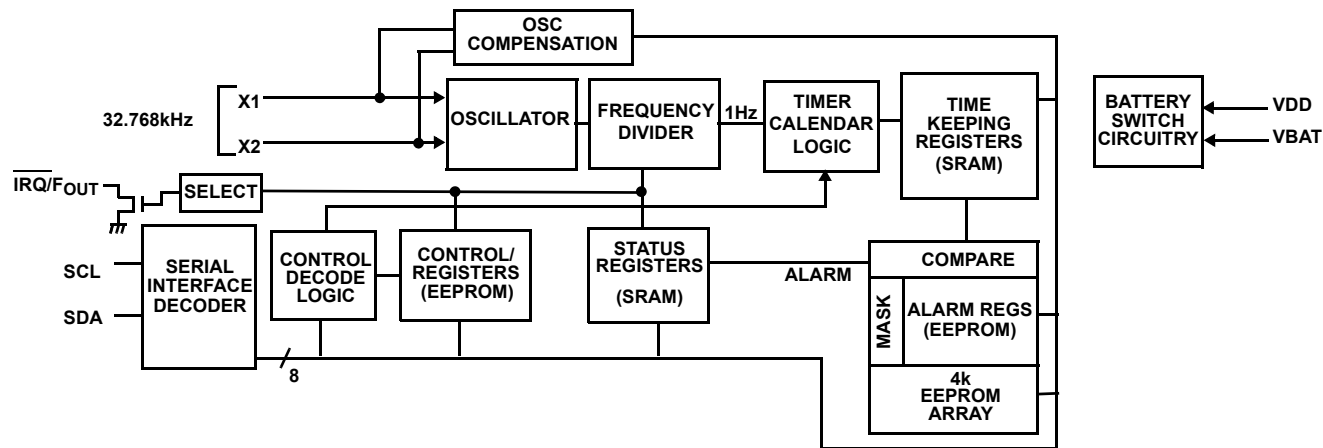 OSC
COMPENSATION
32.768kHz
X1
X2
OSCILLATOR
FREQUENCY
DIVIDER
1Hz
TIMER
CALENDAR
LOGIC
TIME
KEEPING
REGISTERS
(SRAM)
BATTERY
SWITCH
CIRCUITRY
VDD
VBAT
IRQ/FOUT
SELECT
SCL
SDA
SERIAL
INTERFACE
DECODER
CONTROL
DECODE
LOGIC
CONTROL/
REGISTERS
(EEPROM)
STATUS
REGISTERS
(SRAM)
ALARM
COMPARE
MASK
ALARM REGS
(EEPROM)
4k
EEPROM
ARRAY
8